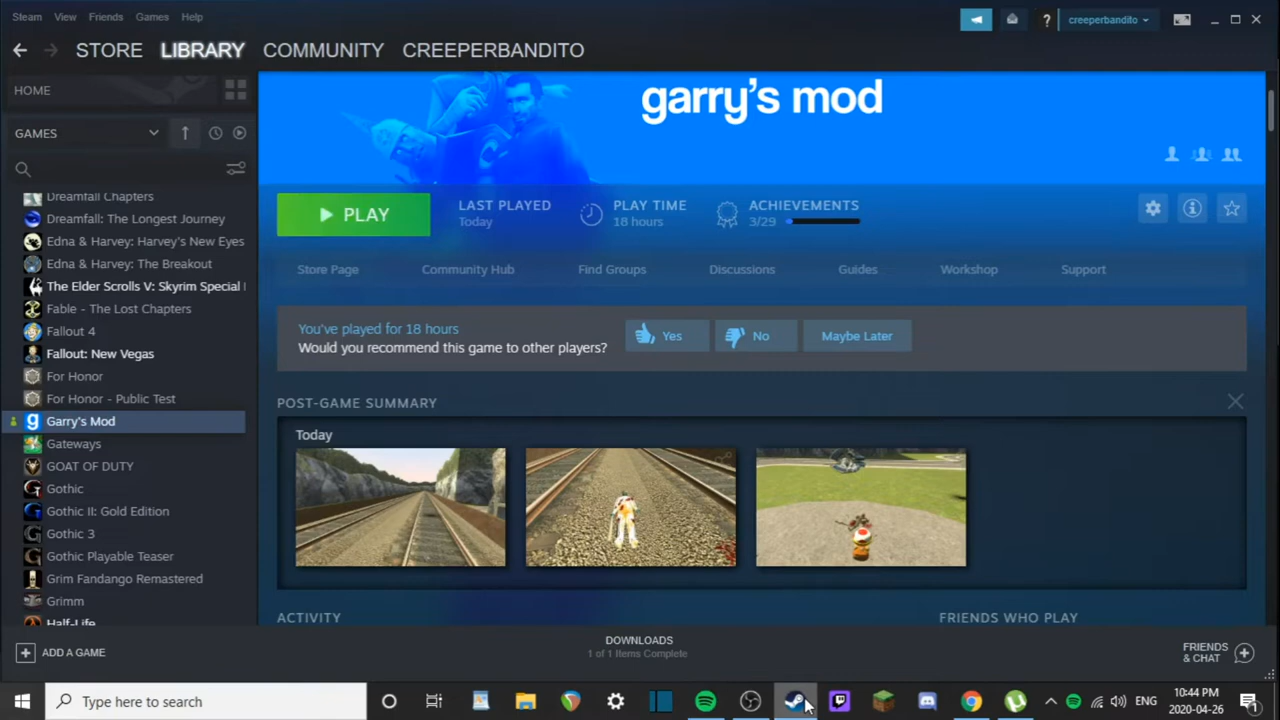 Steam View Friends Games Help
creeperbandito
STORE LIBRARY COMMUNITY CREEPERBANDITO
HOME
GAMES
Dreamfall Chapters
Dreamfall: The Longest Journey
Edna & Harvey: Harvey's New Eyes
Edna & Harvey: The Breakout
The Elder Scrolls V: Skyrim Special
Fable - The Lost Chapters
Fallout 4
Fallout: New Vegas
For Honor
For Honor - Public Test
Garry's Mod
Gateways
GOAT OF DUTY
Gothic
Gothic II: Gold Edition
Gothic 3
Gothic Playable Teaser
Grim Fandango Remastered
Grimm
Half-Life
ADD A GAME
garry's mod
PLAY
LAST PLAYED
Today
PLAY TIME
18 hours
ACHIEVEMENTS
3/29
Store Page Community Hub Find Groups Discussions Guides Workshop Support
You've played for 18 hours
Would you recommend this game to other players?
Yes No Maybe Later
POST-GAME SUMMARY
Today
ACTIVITY
FRIENDS WHO PLAY
DOWNLOADS
1 of 1 Items Complete
FRIENDS
& CHAT
Type here to search
ENG
10:44 PM
2020-04-26
1